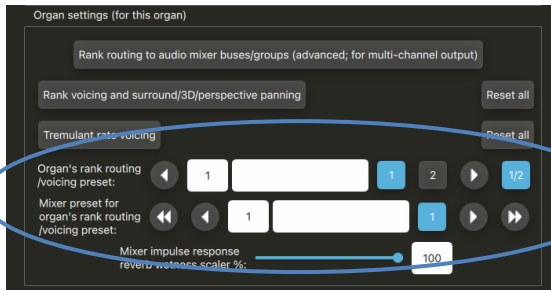 Organ settings (for this organ)
Rank routing to audio mixer buses/groups (advanced; for multi-channel output)
Rank voicing and surround/3D/perspective panning Reset all
Tremulant rate voicing Reset all
Organ's rank routing
/voicing preset: 1 1 2 1/2
Mixer preset for
organ's rank routing
/voicing preset: 1 1
Mixer impulse response
reverb wetness scaler %: 100